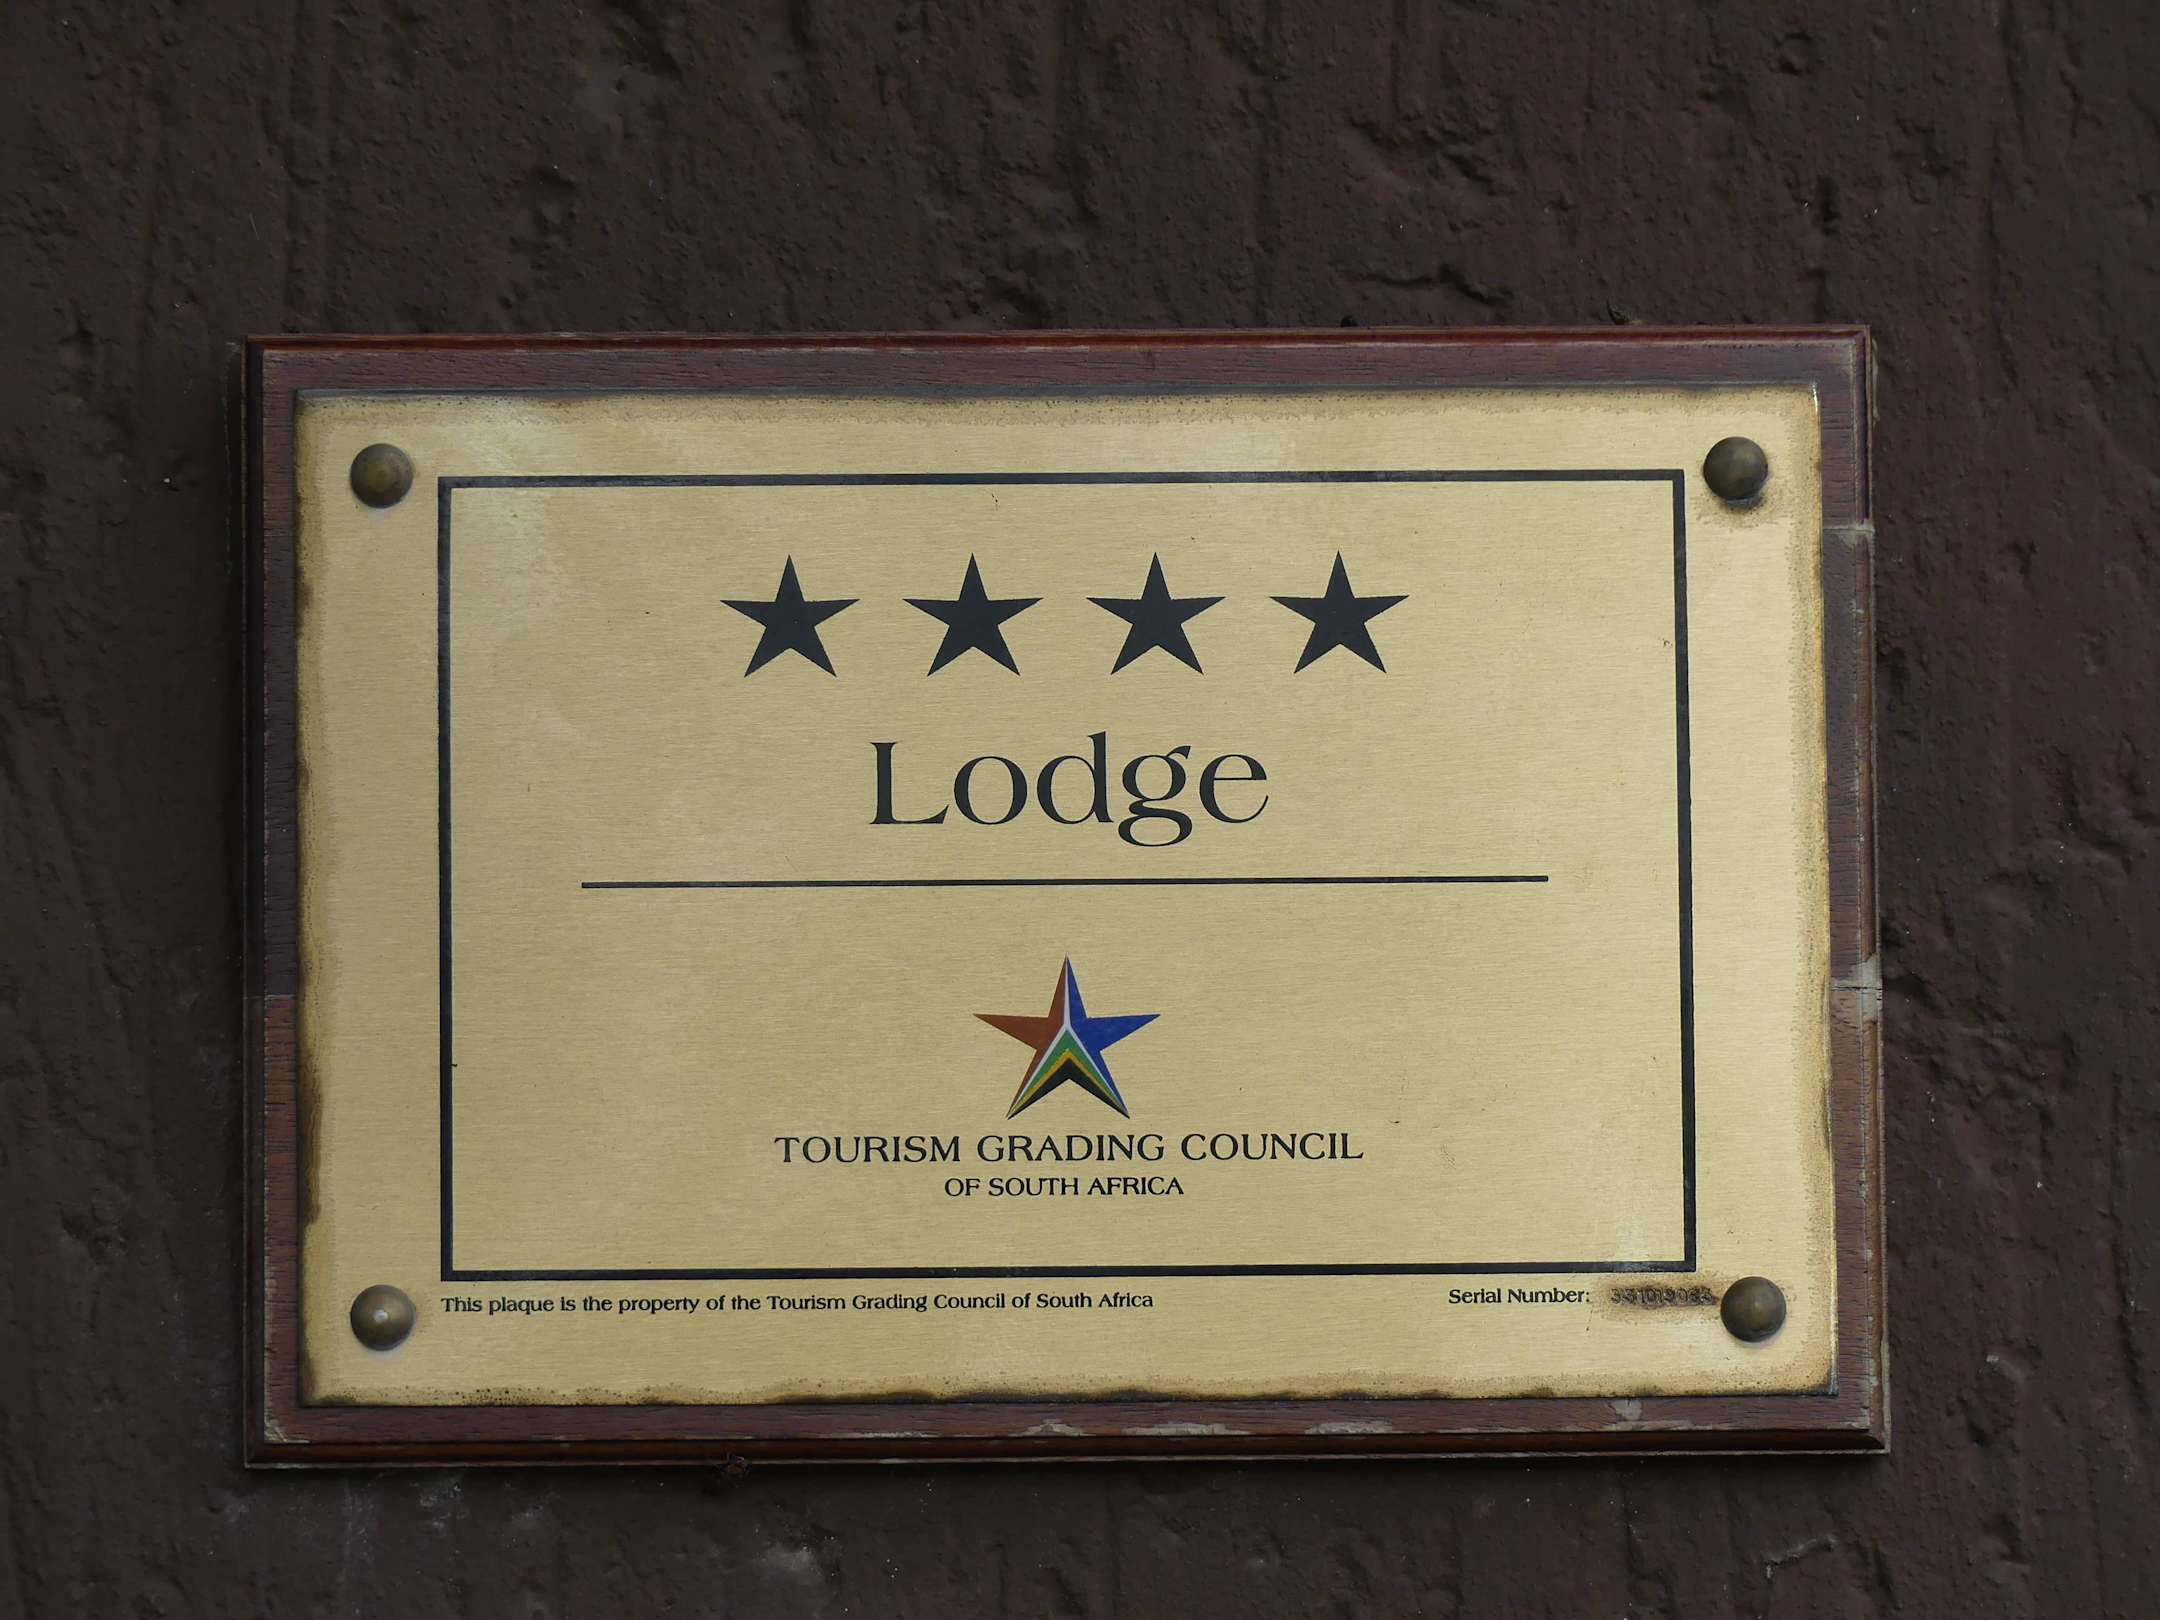 Lodge
TOURISM GRADING COUNCIL
OF SOUTH AFRICA
This plaque is the property of the Tourism Grading Council of South Africa
Serial Number: